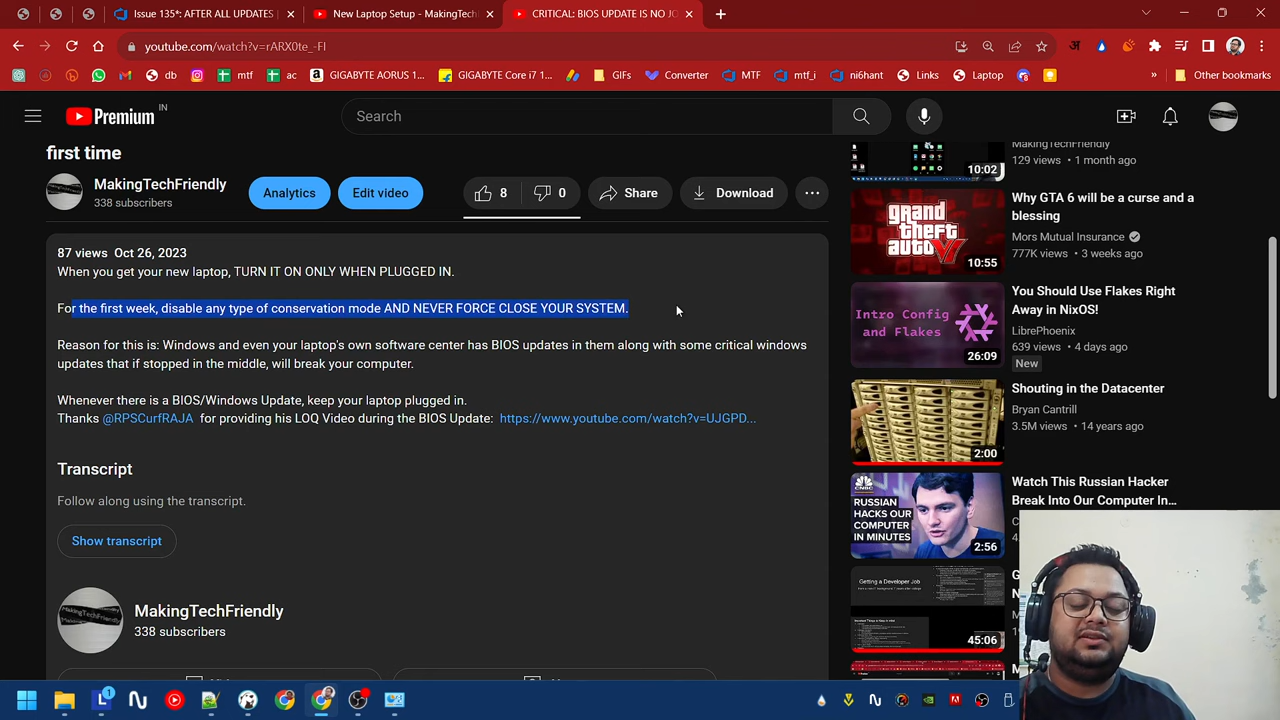 Issue 135*: AFTER ALL UPDATES
New Laptop Setup - MakingTechF
CRITICAL: BIOS UPDATE IS NO JO
youtube.com/watch?v=rARX0te_-FI
mtf
ac
GIGABYTE AORUS 1...
GIGABYTE Core i7 1...
GIFs
Converter
MTF
mtf_i
ni6hant
Links
Laptop
»
Other bookmarks
db
Premium IN
Search
first time
MakingTechFriendly
338 subscribers
Analytics
Edit video
8
0
Share
Download
87 views Oct 26, 2023
When you get your new laptop, TURN IT ON ONLY WHEN PLUGGED IN.
For the first week, disable any type of conservation mode AND NEVER FORCE CLOSE YOUR SYSTEM.
Reason for this is: Windows and even your laptop's own software center has BIOS updates in them along with some critical windows
updates that if stopped in the middle, will break your computer.
Whenever there is a BIOS/Windows Update, keep your laptop plugged in.
Thanks @RPSCurfRAJA for providing his LOQ Video during the BIOS Update: https://www.youtube.com/watch?v=UJGPD...
Transcript
Follow along using the transcript.
Show transcript
MakingTechFriendly
338 subscribers
MakingTechFriendly
129 views • 1 month ago
10:02
grand
theft
auto VI
10:55
Why GTA 6 will be a curse and a
blessing
Mors Mutual Insurance
777K views • 3 weeks ago
Intro Config
and Flakes
26:09
You Should Use Flakes Right
Away in NixOS!
LibrePhoenix
639 views • 4 days ago
New
2:00
Shouting in the Datacenter
Bryan Cantrill
3.5M views • 14 years ago
CNBC
RUSSIAN
HACKS OUR
COMPUTER
IN MINUTES
2:56
Watch This Russian Hacker
Break Into Our Computer In...
Getting a Developer Job
45:06